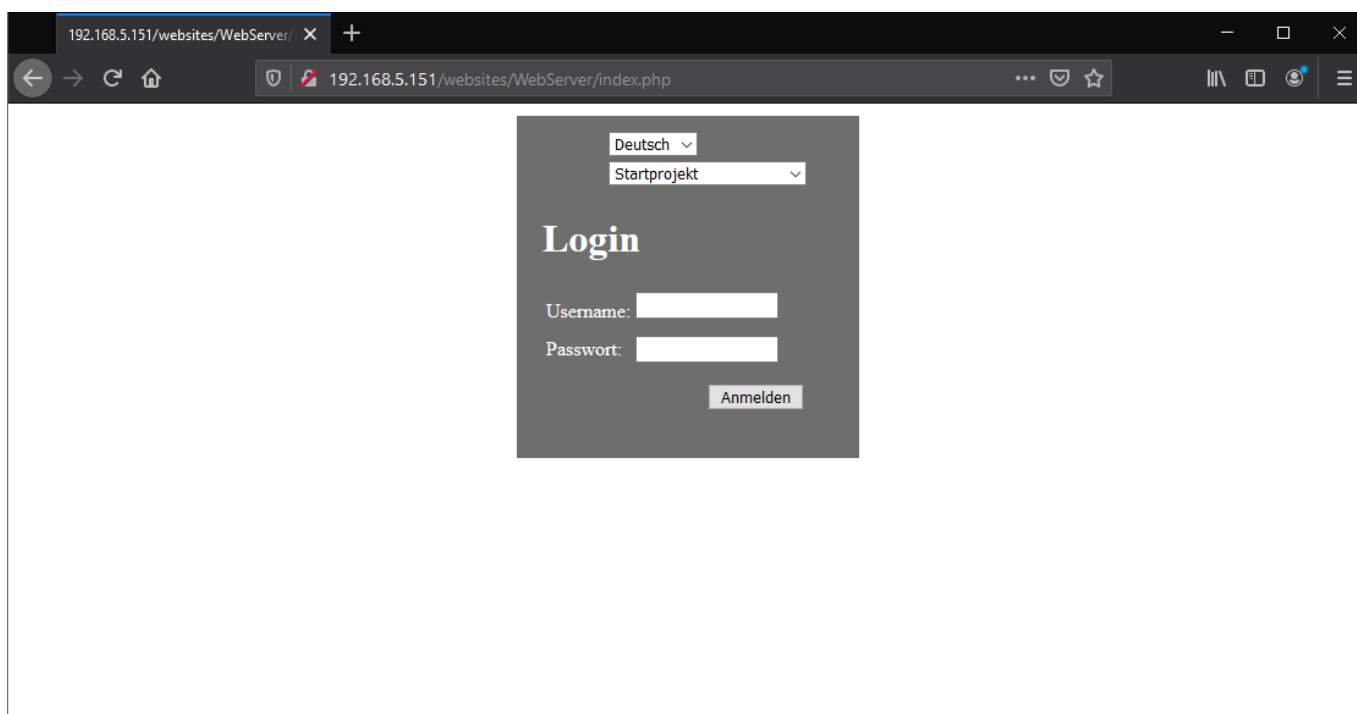 192.168.5.151/websites/WebServer/
192.168.5.151/websites/WebServer/index.php
Deutsch
Startprojekt
Login
Username:
Passwort:
Anmelden